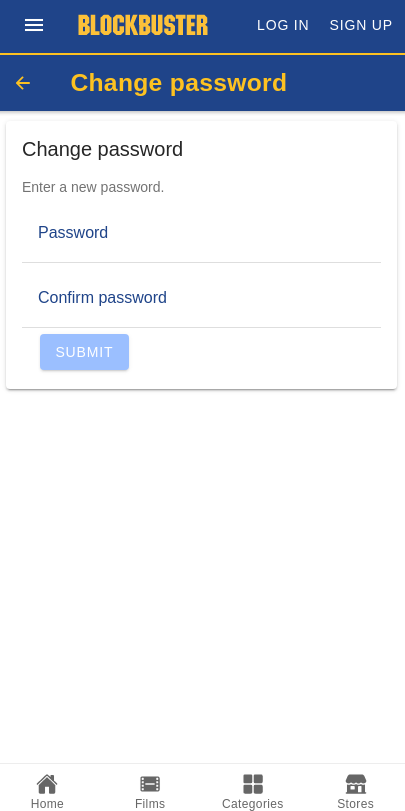 BLOCKBUSTER LOG IN SIGN UP
Change password
Change password
Enter a new password.
Password
Confirm password
SUBMIT
Home Films Categories Stores